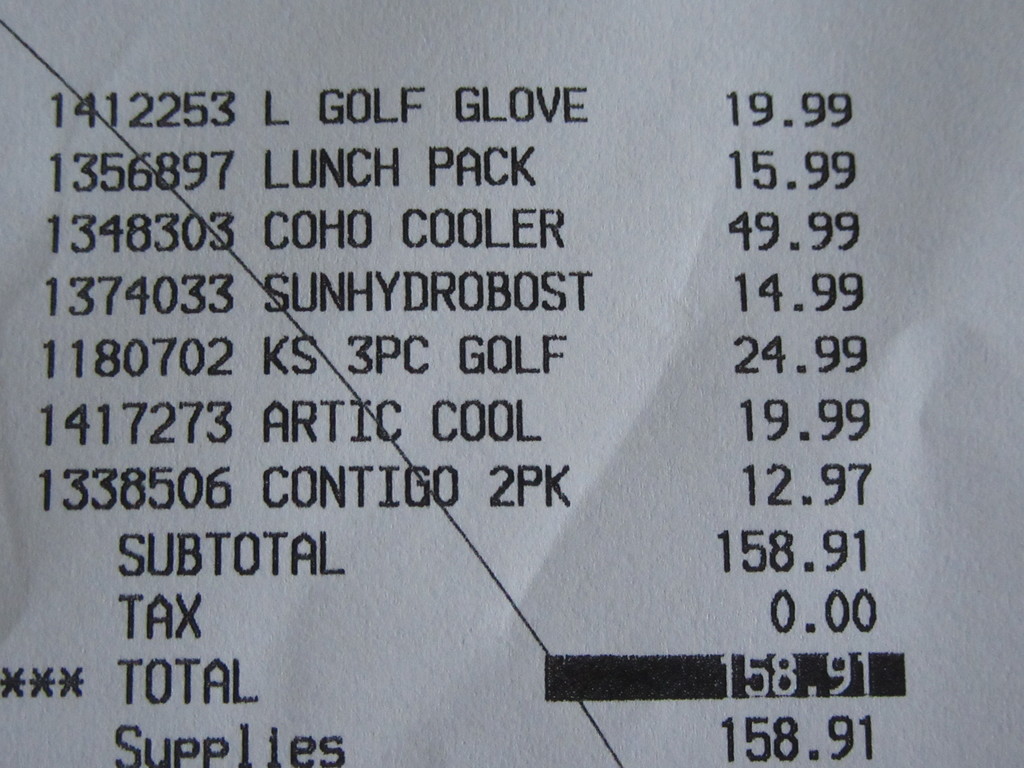 1412253 L GOLF GLOVE 19.99
1356897 LUNCH PACK 15.99
1348303 COHO COOLER 49.99
1374033 SUNHYDROBOST 14.99
1180702 KS 3PC GOLF 24.99
1417273 ARTIC COOL 19.99
1338506 CONTIGO 2PK 12.97
SUBTOTAL 158.91
TAX 0.00
*** TOTAL 158.91
Supplies 158.91